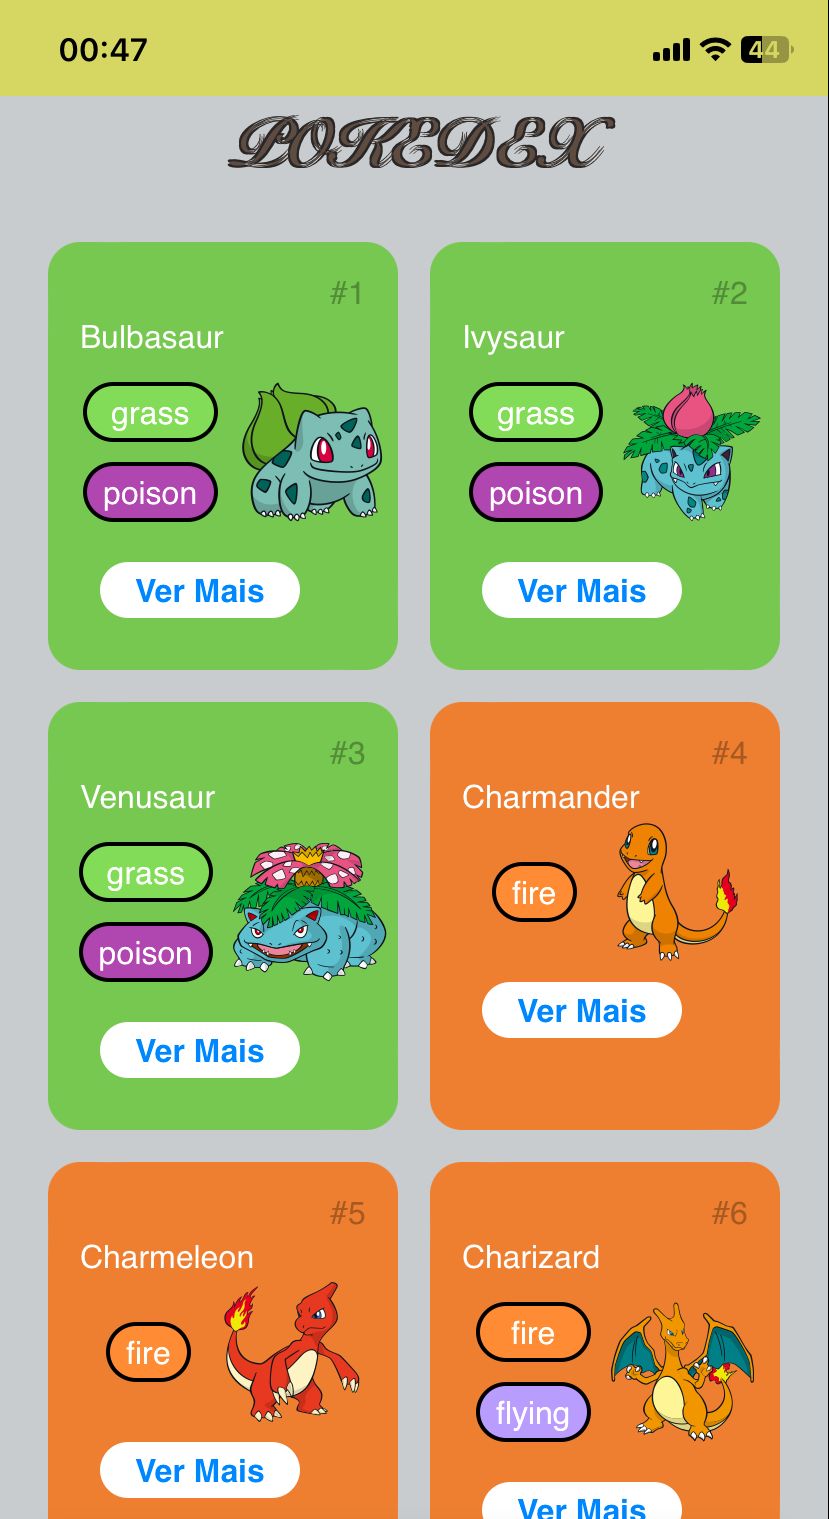 00:47
44
POKEDEX
#1
Bulbasaur
grass
poison
Ver Mais
#2
Ivysaur
grass
poison
Ver Mais
#3
Venusaur
grass
poison
Ver Mais
#4
Charmander
fire
Ver Mais
#5
Charmeleon
fire
Ver Mais
#6
Charizard
fire
flying
Ver Mais